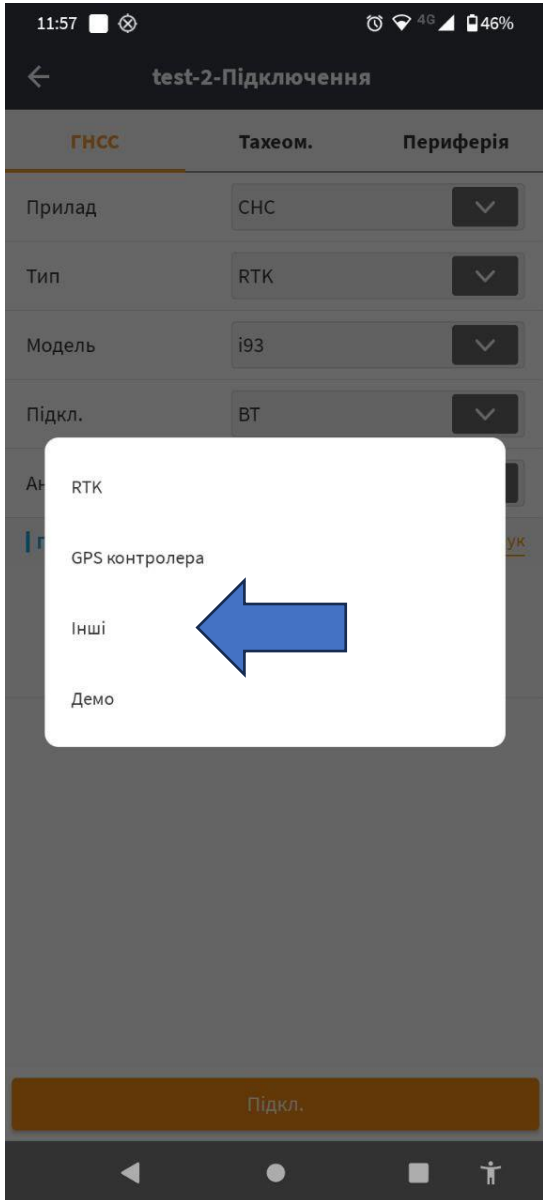 11:57 4G 46%
test-2-Підключення
ГНСС Тахеом. Периферія
Прилад CHC
Тип RTK
Модель i93
Підкл. BT
RTK
GPS контролера
Інші
Демо
Підкл.